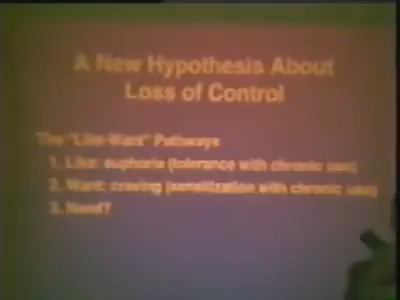 A New Hypothesis About
Loss of Control
The "Like-Want" Pathways
1. Like: euphoria (tolerance with chronic use)
2. Want: craving (sensitization with chronic use)
3. Need?